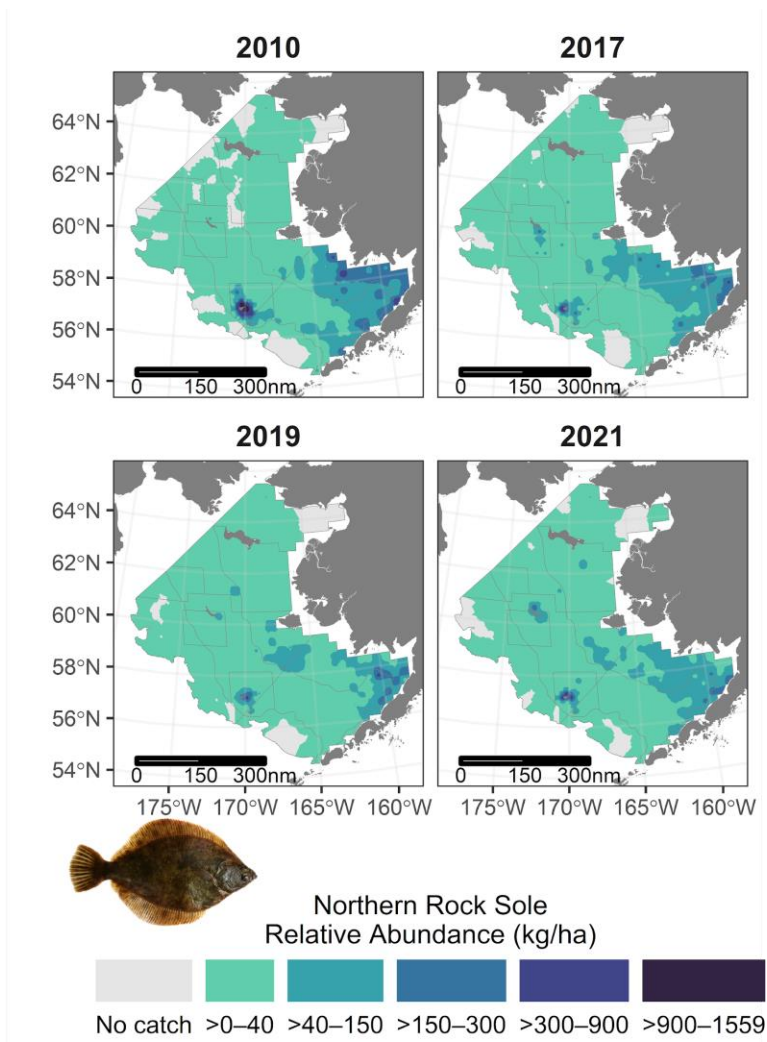 2010 2017
64°N
62°N
60°N
58°N
56°N
54°N
0 150 300nm 0 150 300nm
2019 2021
64°N
62°N
60°N
58°N
56°N
54°N
0 150 300nm 0 150 300nm
175°W 170°W 165°W 160°W 175°W 170°W 165°W 160°W
Northern Rock Sole
Relative Abundance (kg/ha)
No catch >0–40 >40–150 >150–300 >300–900 >900–1559